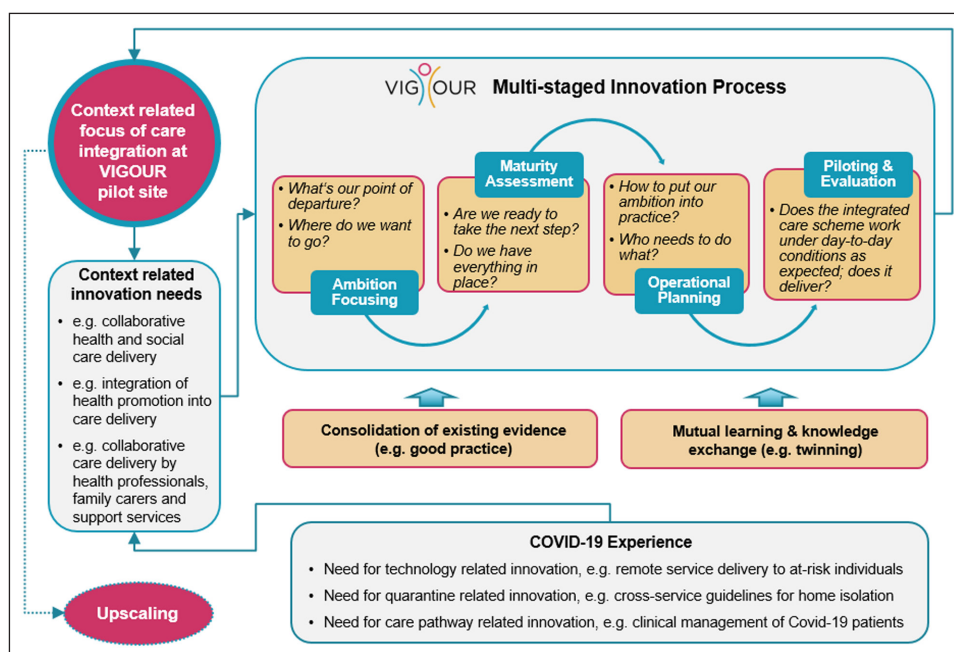 Context related
focus of care
integration at
VIGOUR
pilot site
VIGOUR Multi-staged Innovation Process
• What's our point of
departure?
• Where do we want
to go?
Ambition
Focusing
Maturity
Assessment
• Are we ready to
take the next step?
• Do we have
everything in
place?
• How to put our
ambition into
practice?
• Who needs to do
what?
Operational
Planning
Piloting &
Evaluation
• Does the integrated
care scheme work
under day-to-day
conditions as
expected; does it
deliver?
Context related
innovation needs
• e.g. collaborative
health and social
care delivery
• e.g. integration of
health promotion into
care delivery
• e.g. collaborative
care delivery by
health professionals,
family carers and
support services
Consolidation of existing evidence
(e.g. good practice)
Mutual learning & knowledge
exchange (e.g. twinning)
COVID-19 Experience
• Need for technology related innovation, e.g. remote service delivery to at-risk individuals
• Need for quarantine related innovation, e.g. cross-service guidelines for home isolation
• Need for care pathway related innovation, e.g. clinical management of Covid-19 patients
Upscaling